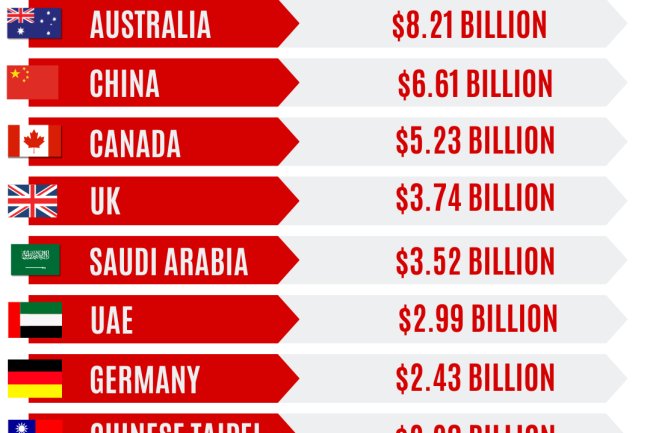 AUSTRALIA $8.21 BILLION
CHINA $6.61 BILLION
CANADA $5.23 BILLION
UK $3.74 BILLION
SAUDI ARABIA $3.52 BILLION
UAE $2.99 BILLION
GERMANY $2.43 BILLION
CHINESE TAIPEI BILLION